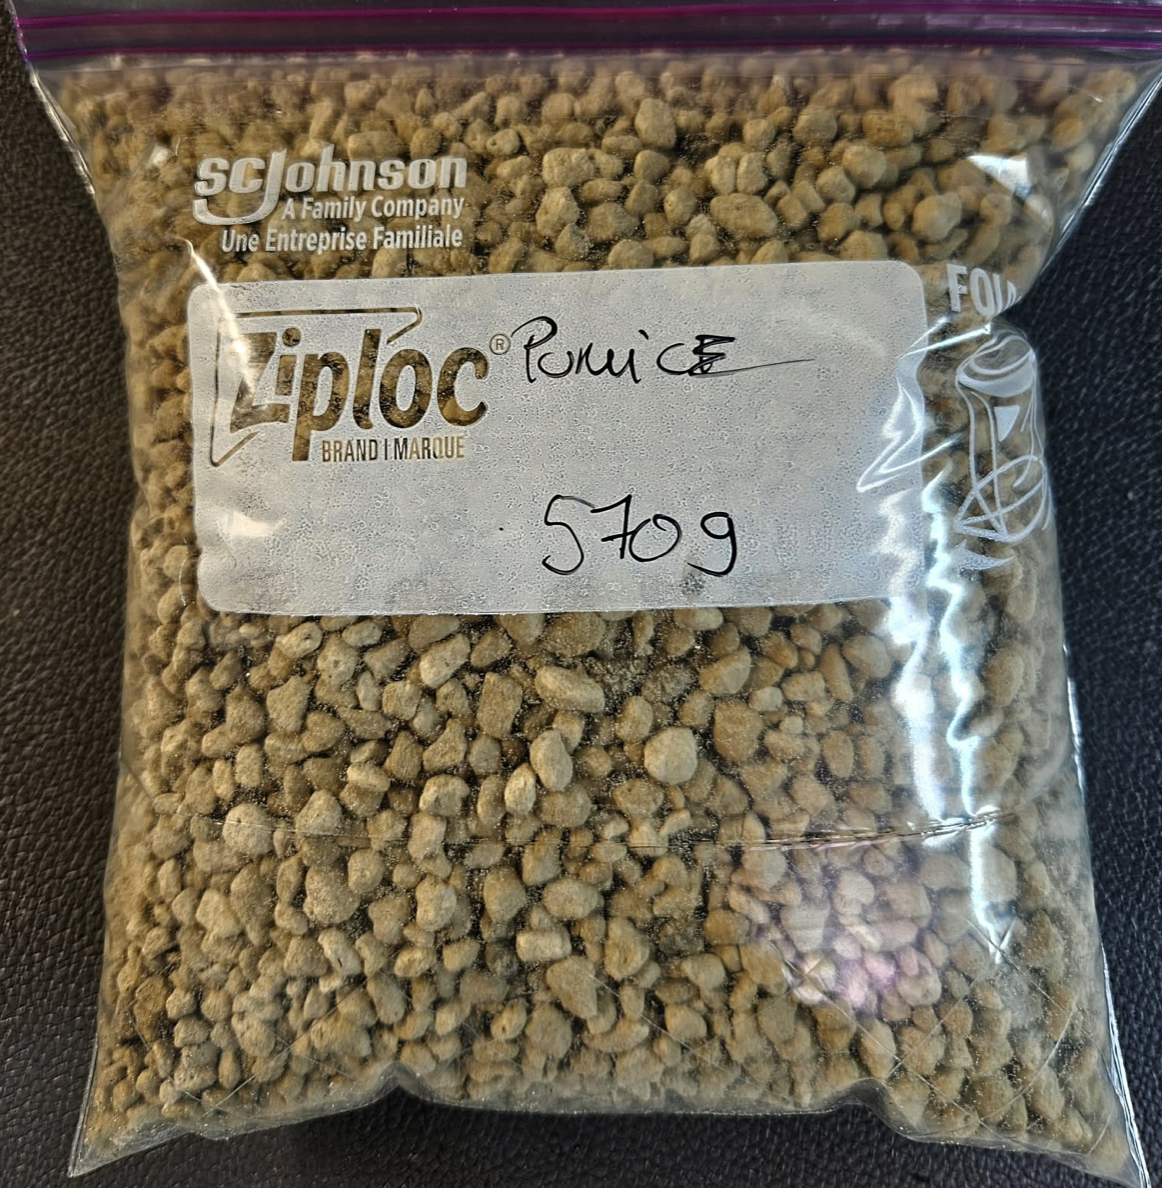 SC Johnson
A Family Company
Une Entreprise Familiale
Ziploc® Pumice
BRAND | MARQUE
570g